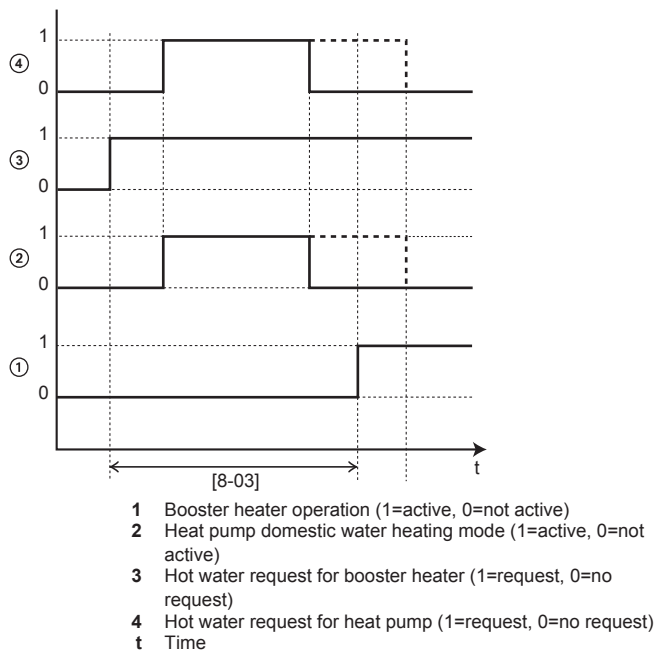 1
④
0
1
③
0
1
②
0
1
①
0
t
[8-03]
1 Booster heater operation (1=active, 0=not active)
2 Heat pump domestic water heating mode (1=active, 0=not
active)
3 Hot water request for booster heater (1=request, 0=no
request)
4 Hot water request for heat pump (1=request, 0=no request)
t Time